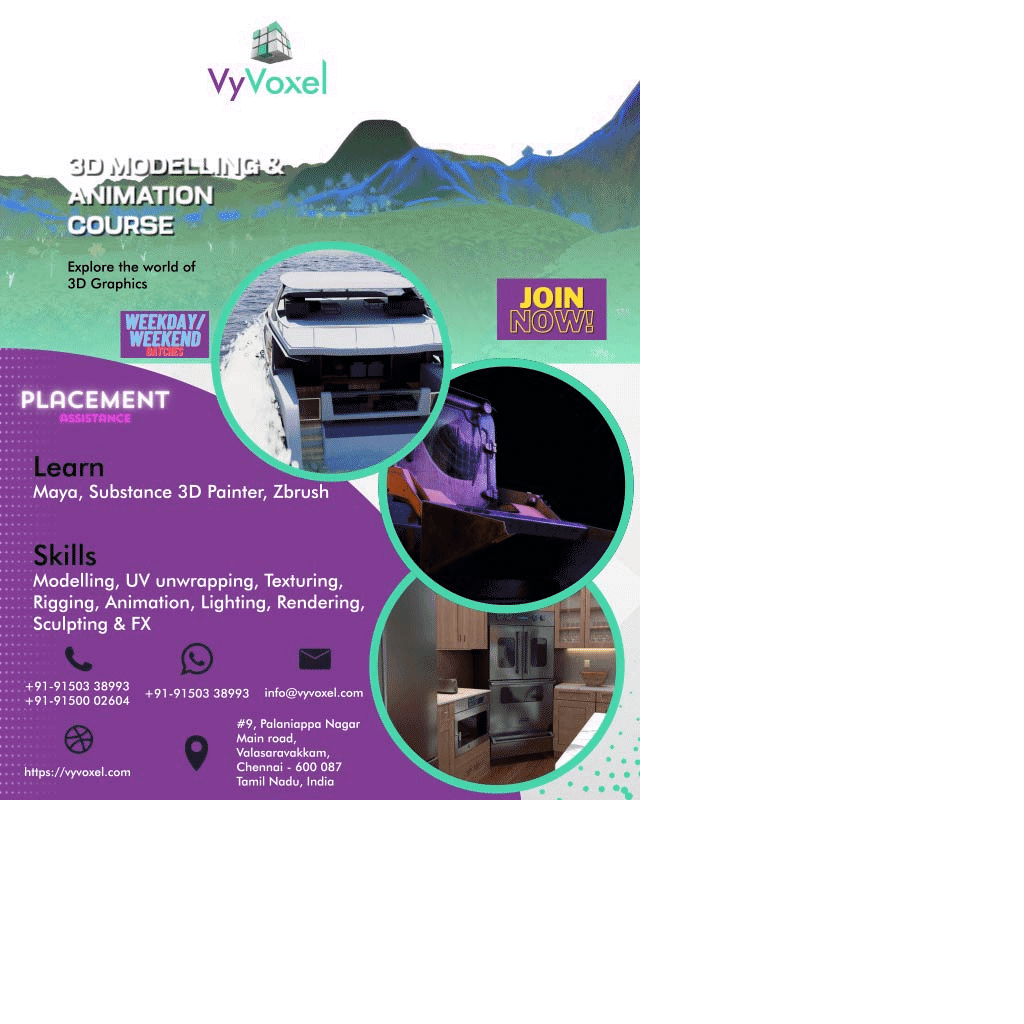 VyVoxel
3D MODELLING &
ANIMATION
COURSE
Explore the world of
3D Graphics
JOIN
NOW!
WEEKDAY/
WEEKEND
BATCHES
PLACEMENT
ASSISTANCE
Learn
Maya, Substance 3D Painter, Zbrush
Skills
Modelling, UV unwrapping, Texturing,
Rigging, Animation, Lighting, Rendering,
Sculpting & FX
+91-91503 38993
+91-91500 02604
+91-91503 38993
info@vyvoxel.com
https://vyvoxel.com
#9, Palaniappa Nagar
Main road,
Valasaravakkam,
Chennai - 600 087
Tamil Nadu, India